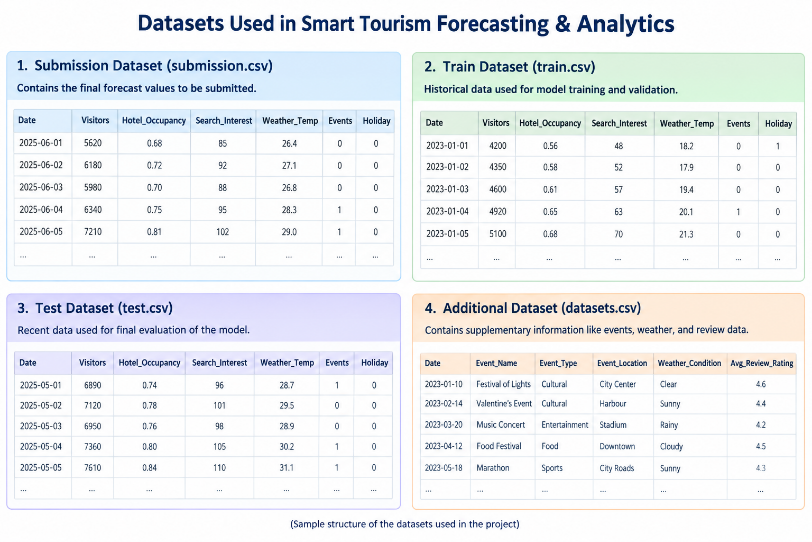 Datasets Used in Smart Tourism Forecasting & Analytics
1. Submission Dataset (submission.csv)
Contains the final forecast values to be submitted.
Date Visitors Hotel_Occupancy Search_Interest Weather_Temp Events Holiday
2025-06-01 5620 0.68 85 26.4 0 0
2025-06-02 6180 0.72 92 27.1 0 0
2025-06-03 5980 0.70 88 26.8 0 0
2025-06-04 6340 0.75 95 28.3 1 0
2025-06-05 7210 0.81 102 29.0 1 0
... ... ... ... ... ... ...
2. Train Dataset (train.csv)
Historical data used for model training and validation.
Date Visitors Hotel_Occupancy Search_Interest Weather_Temp Events Holiday
2023-01-01 4200 0.56 48 18.2 0 1
2023-01-02 4350 0.58 52 17.9 0 0
2023-01-03 4600 0.61 57 19.4 0 0
2023-01-04 4920 0.65 63 20.1 1 0
2023-01-05 5100 0.68 70 21.3 0 0
... ... ... ... ... ... ...
3. Test Dataset (test.csv)
Recent data used for final evaluation of the model.
Date Visitors Hotel_Occupancy Search_Interest Weather_Temp Events Holiday
2025-05-01 6890 0.74 96 28.7 1 0
2025-05-02 7120 0.78 101 29.5 0 0
2025-05-03 6950 0.76 98 28.9 0 0
2025-05-04 7360 0.80 105 30.2 1 0
2025-05-05 7610 0.84 110 31.1 1 0
... ... ... ... ... ... ...
4. Additional Dataset (datasets.csv)
Contains supplementary information like events, weather, and review data.
Date Event_Name Event_Type Event_Location Weather_Condition Avg_Review_Rating
2023-01-10 Festival of Lights Cultural City Center Clear 4.6
2023-02-14 Valentine's Event Cultural Harbour Sunny 4.4
2023-03-20 Music Concert Entertainment Stadium Rainy 4.2
2023-04-12 Food Festival Food Downtown Cloudy 4.5
2023-05-18 Marathon Sports City Roads Sunny 4.3
... ... ... ... ... ...
(Sample structure of the datasets used in the project)